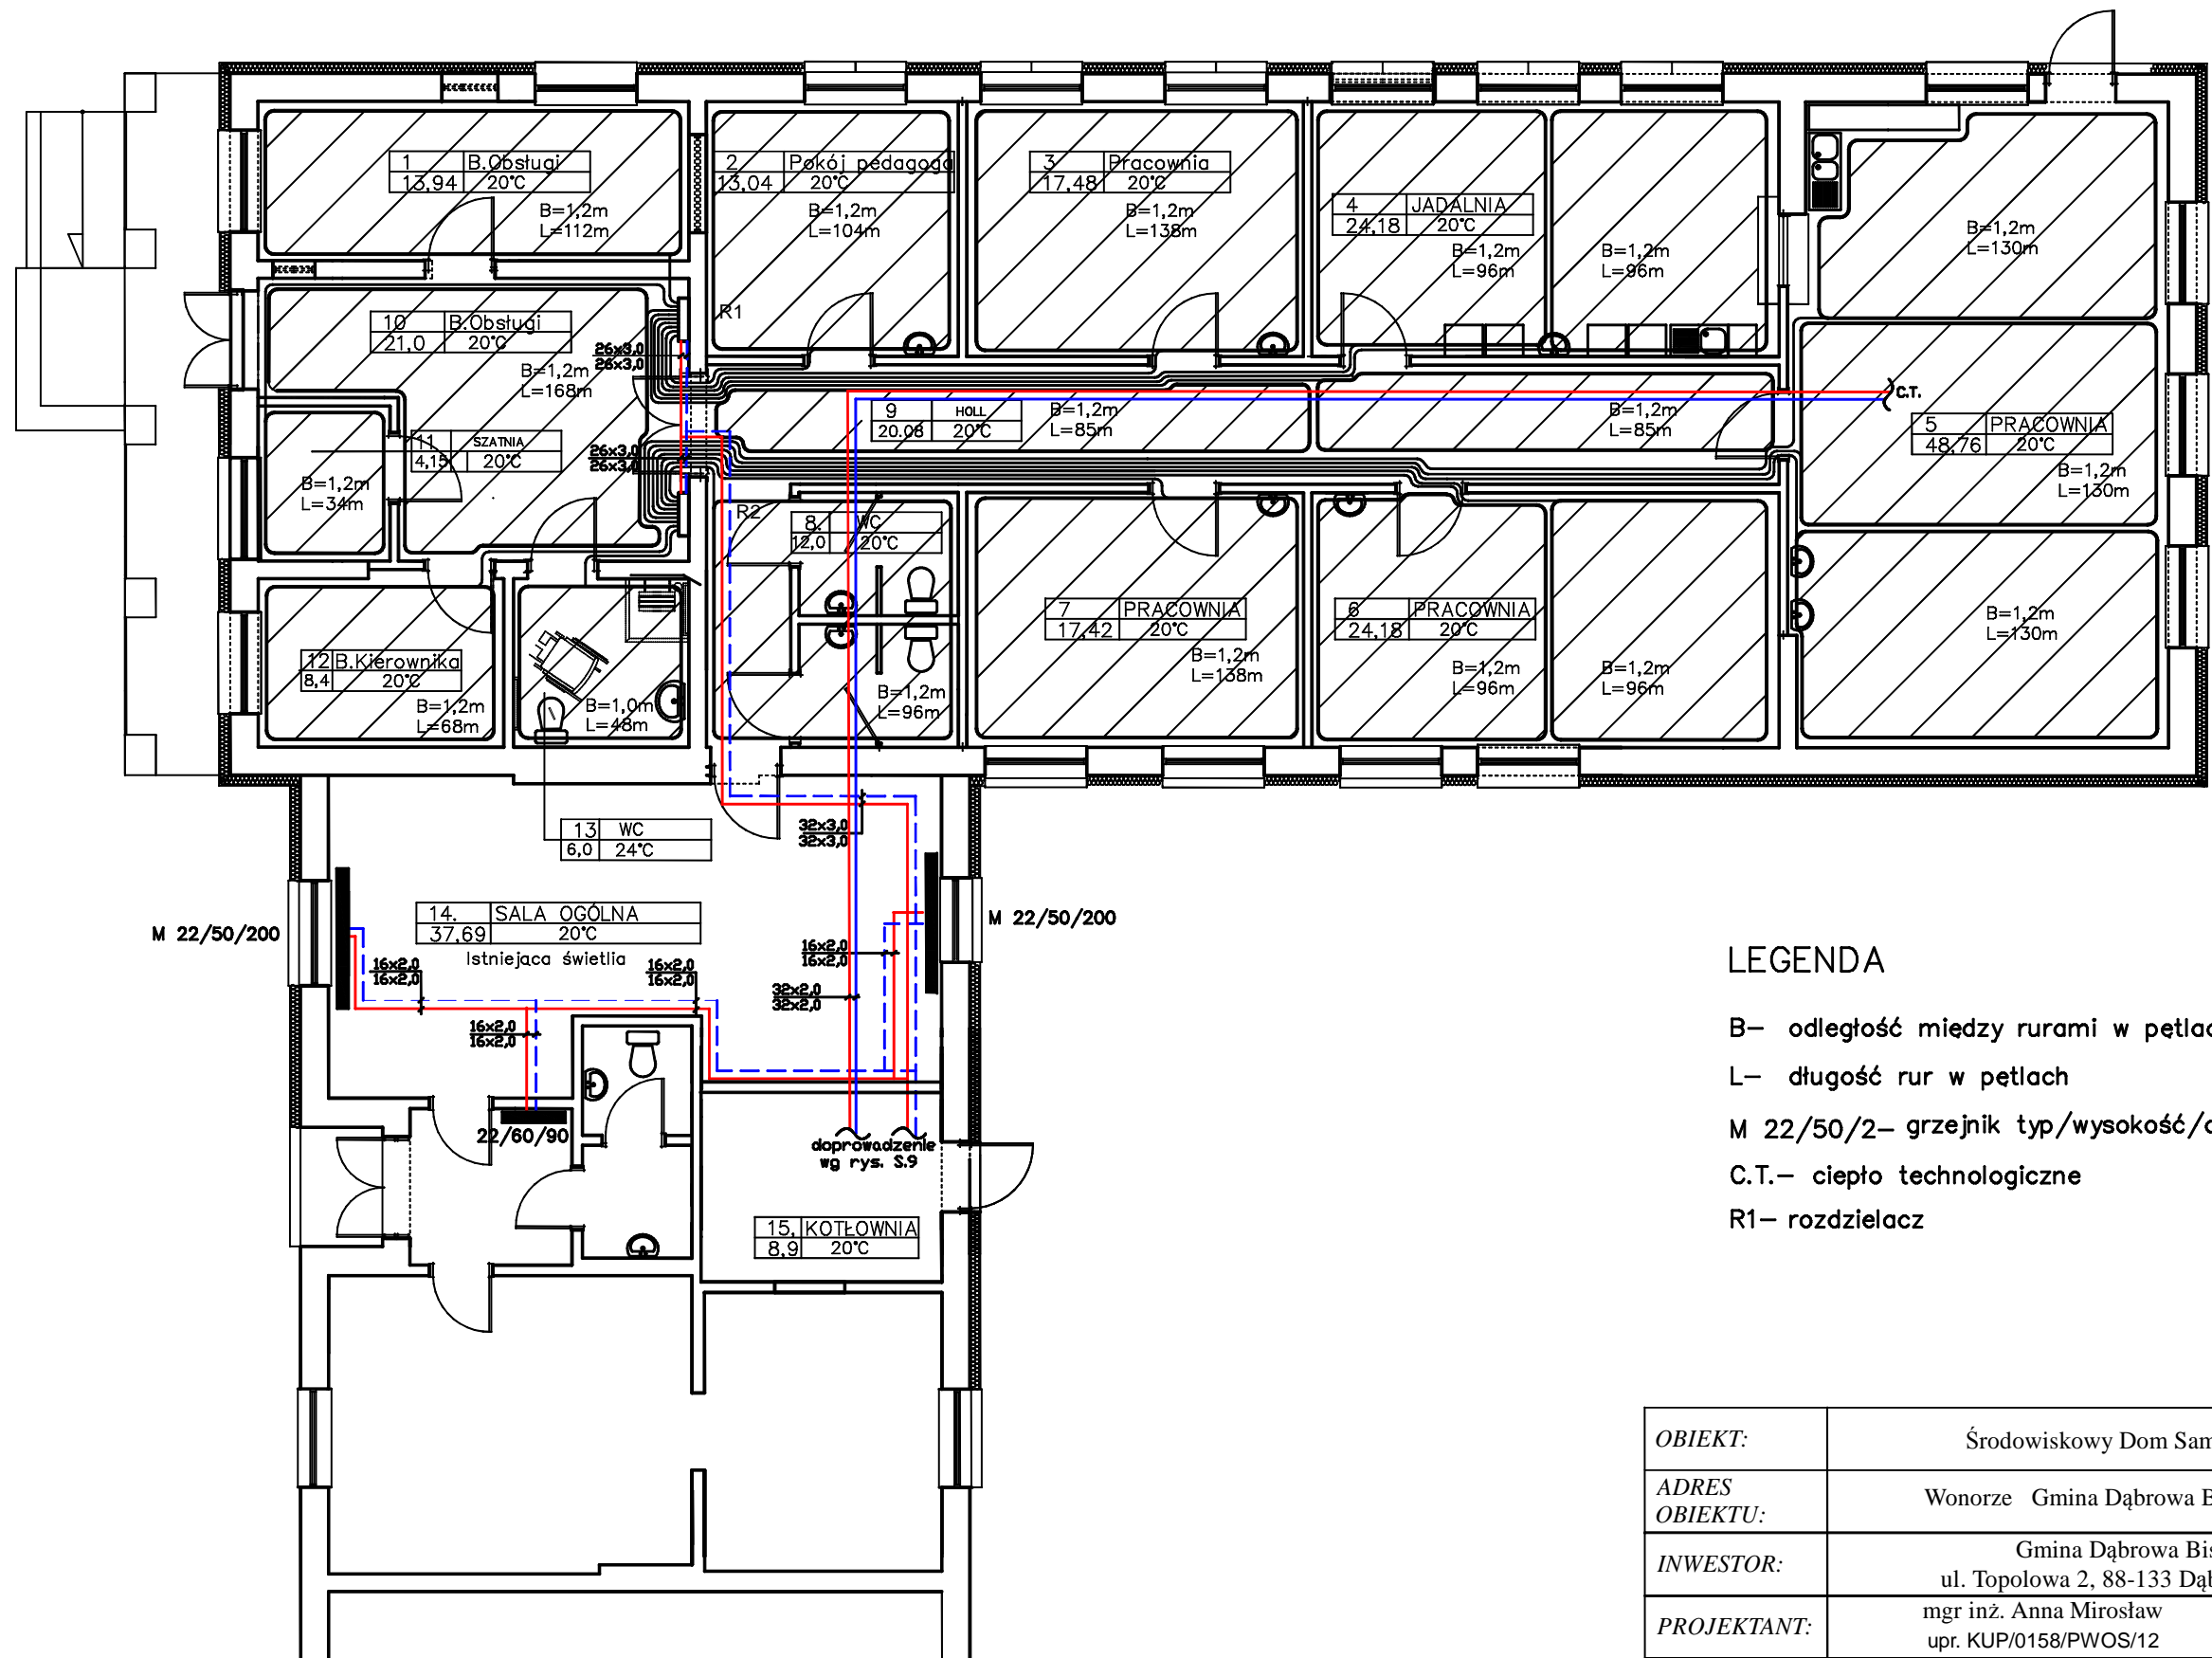 1 B.Obsługi
13,94 20°C
B=1,2m
L=112m
2 Pokój pedagoga
13,04 20°C
B=1,2m
L=104m
R1
3 Pracownia
17,48 20°C
B=1,2m
L=138m
4 JADALNIA
24,18 20°C
B=1,2m
L=96m
B=1,2m
L=96m
B=1,2m
L=130m
10 B.Obsługi
21,0 20°C
B=1,2m
L=168m
26x3,0
26x3,0
9 HOLL
20.08 20°C
B=1,2m
L=85m
B=1,2m
L=85m
C.T.
5 PRACOWNIA
48,76 20°C
B=1,2m
L=130m
11 SZATNIA
4,15 20°C
B=1,2m
L=34m
26x3,0
26x3,0
R2
8. WC
12,0 20°C
B=1,2m
L=96m
7 PRACOWNIA
17,42 20°C
B=1,2m
L=138m
6 PRACOWNIA
24,18 20°C
B=1,2m
L=96m
B=1,2m
L=96m
B=1,2m
L=130m
12 B.Kierownika
8,4 20°C
B=1,2m
L=68m
B=1,0m
L=48m
13 WC
6,0 24°C
32x3,0
32x3,0
M 22/50/200
14. SALA OGÓLNA
37,69 20°C
Istniejąca świetlia
M 22/50/200
16x2,0
16x2,0
16x2,0
16x2,0
16x2,0
16x2,0
32x2,0
32x2,0
16x2,0
16x2,0
22/60/90
doprowadzenie
wg rys. S.9
15, KOTŁOWNIA
8,9 20°C
LEGENDA
B– odległość między rurami w pętlac
L– długość rur w pętlach
M 22/50/2– grzejnik typ/wysokość/d
C.T.– ciepło technologiczne
R1– rozdzielacz
OBIEKT: Środowiskowy Dom Sam
ADRES
OBIEKTU: Wonorze Gmina Dąbrowa B
INWESTOR: Gmina Dąbrowa Bis
ul. Topolowa 2, 88-133 Dąb
PROJEKTANT: mgr inż. Anna Mirosław
upr. KUP/0158/PWOS/12